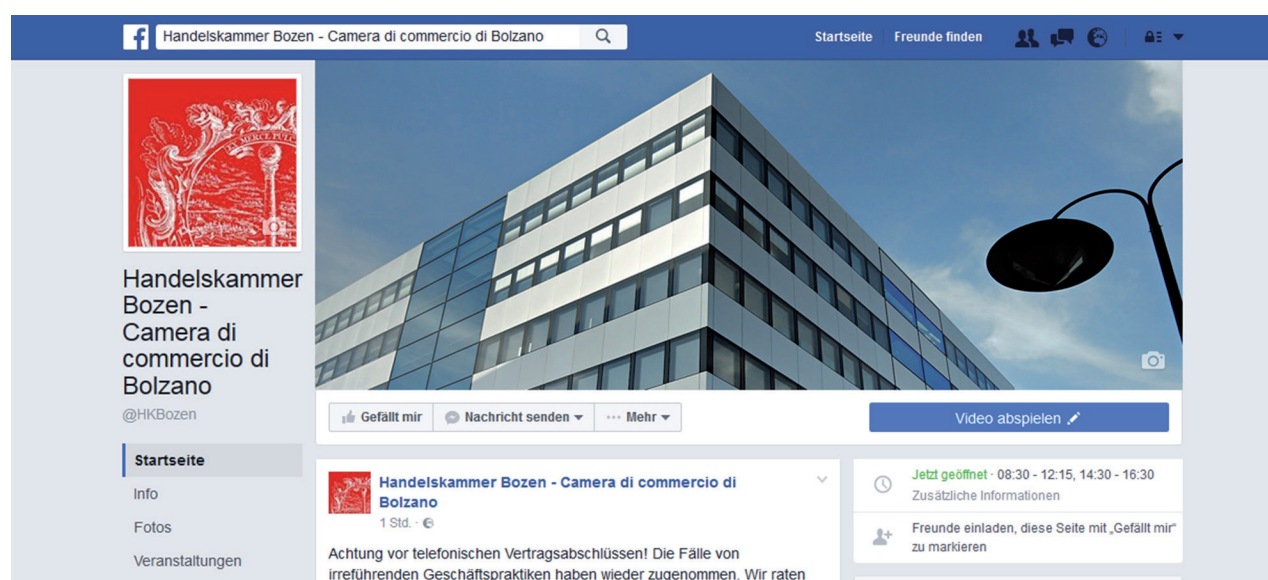 Handelskammer Bozen - Camera di commercio di Bolzano
Startseite
Freunde finden
EX MERCE PULC
Handelskammer
Bozen -
Camera di
commercio di
Bolzano
@HKBozen
Startseite
Info
Fotos
Veranstaltungen
Gefällt mir
Nachricht senden
Mehr
Video abspielen
Handelskammer Bozen - Camera di commercio di
Bolzano
1 Std. ·
Achtung vor telefonischen Vertragsabschlüssen! Die Fälle von
irreführenden Geschäftspraktiken haben wieder zugenommen. Wir raten
Jetzt geöffnet · 08:30 - 12:15, 14:30 - 16:30
Zusätzliche Informationen
Freunde einladen, diese Seite mit „Gefällt mir“
zu markieren